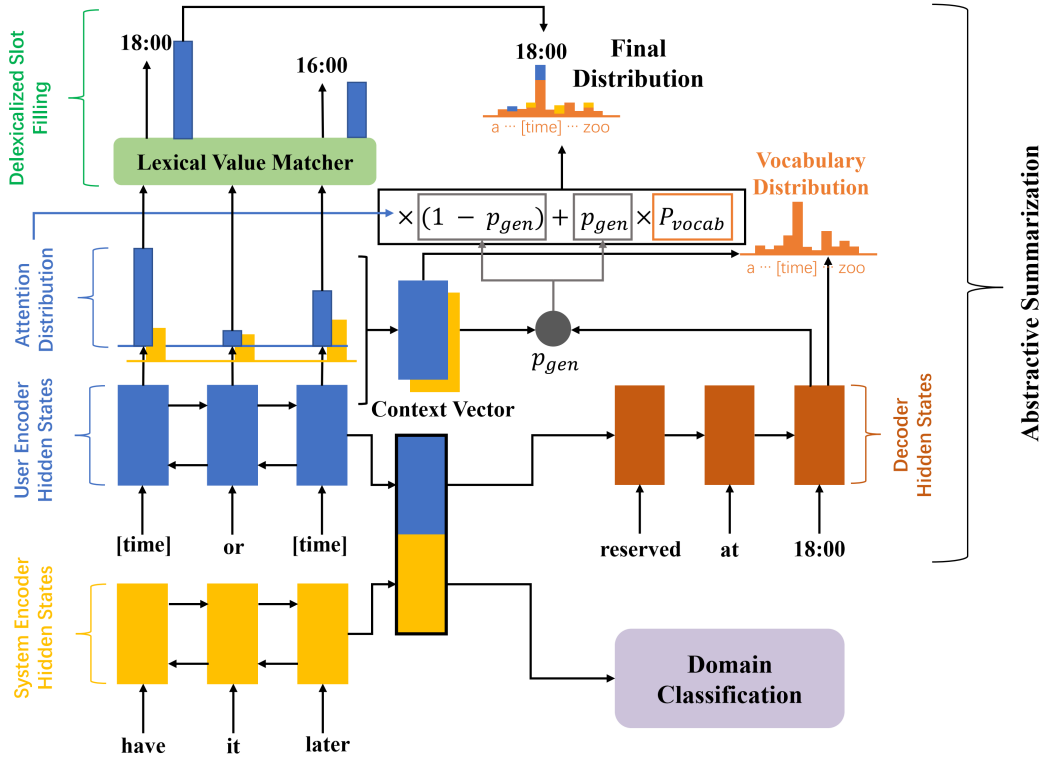 Delexicalized Slot
Filling
18:00
16:00
Lexical Value Matcher
18:00
Final
Distribution
a ··· [time] ··· zoo
Vocabulary
Distribution
a ··· [time] ··· zoo
× (1 − p_gen) + p_gen × P_vocab
Attention
Distribution
p_gen
Context Vector
User Encoder
Hidden States
[time]
or
[time]
reserved
at
18:00
Decoder
Hidden States
Abstractive Summarization
System Encoder
Hidden States
have
it
later
Domain
Classification